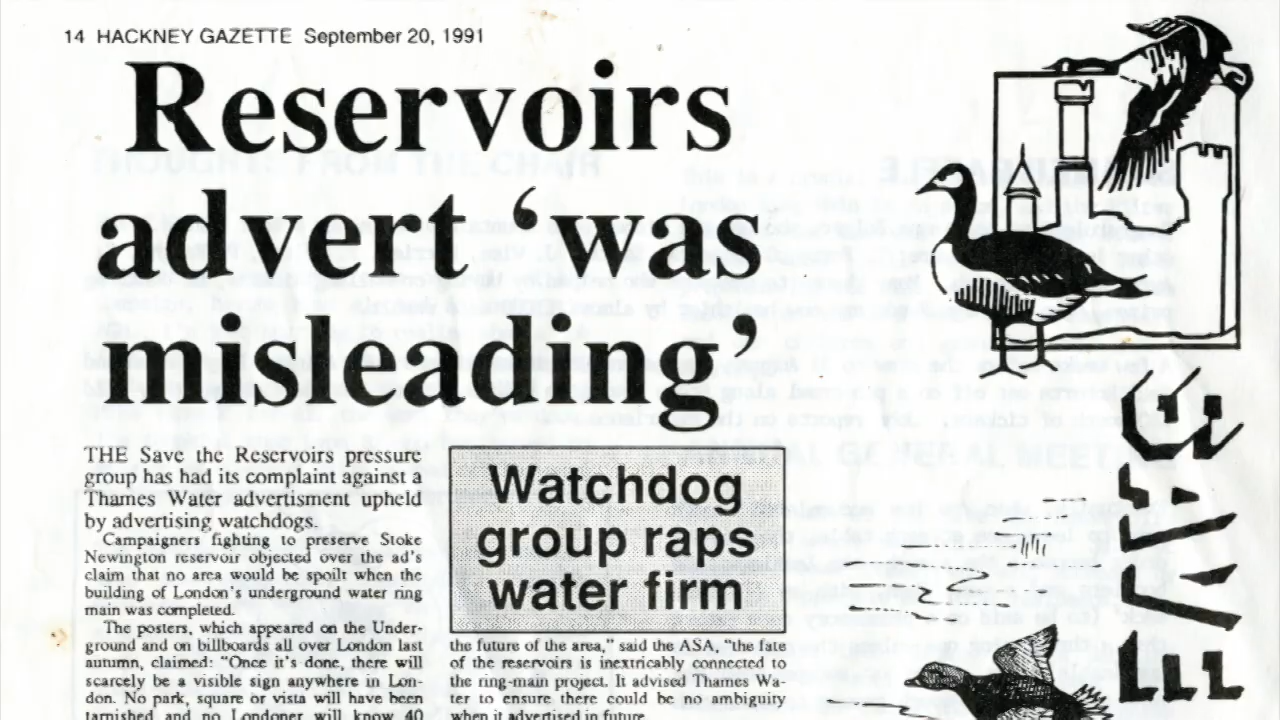 14 HACKNEY GAZETTE September 20, 1991
Reservoirs
advert ‘was
misleading’
THE Save the Reservoirs pressure
group has had its complaint against a
Thames Water advertisment upheld
by advertising watchdogs.
Campaigners fighting to preserve Stoke
Newington reservoir objected over the ad's
claim that no area would be spoilt when the
building of London's underground water ring
main was completed.
The posters, which appeared on the Under-
ground and on billboards all over London last
autumn, claimed: “Once it's done, there will
scarcely be a visible sign anywhere in Lon-
don. No park, square or vista will have been
tarnished and no Londoner will know 40
Watchdog
group raps
water firm
the future of the area,” said the ASA, “the fate
of the reservoirs is inextricably connected to
the ring-main project. It advised Thames Wa-
ter to ensure there could be no ambiguity
when it advertised in future.